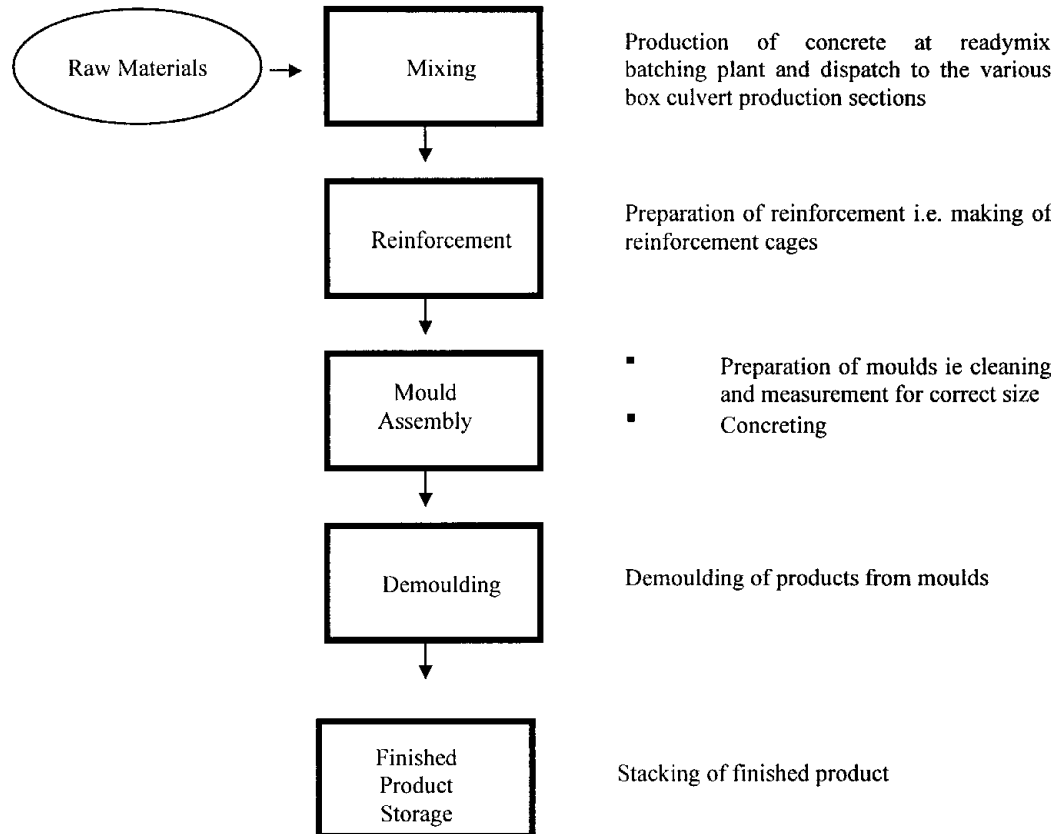 Raw Materials
Mixing
Production of concrete at readymix
batching plant and dispatch to the various
box culvert production sections
Reinforcement
Preparation of reinforcement i.e. making of
reinforcement cages
Mould
Assembly
▪ Preparation of moulds ie cleaning
and measurement for correct size
▪ Concreting
Demoulding
Demoulding of products from moulds
Finished
Product
Storage
Stacking of finished product